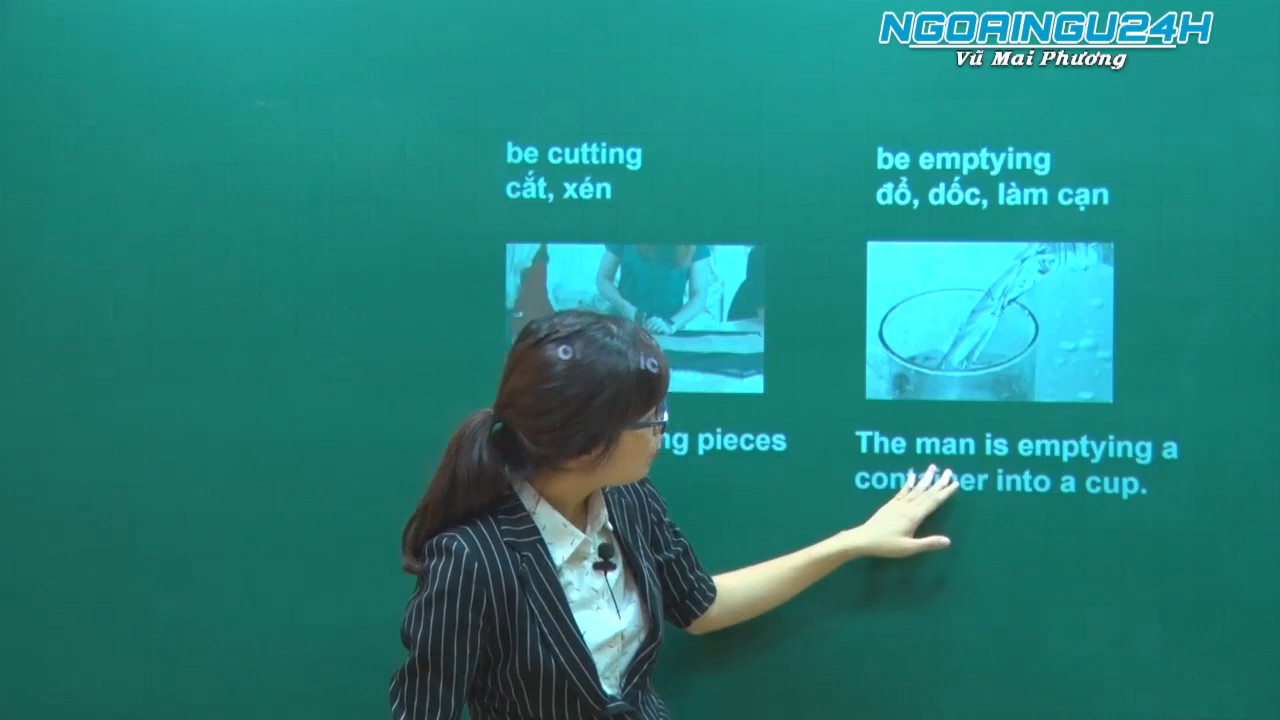 NGOAINGU24H
Vũ Mai Phương
be cutting
cắt, xén
be emptying
đổ, dốc, làm cạn
pieces
The man is emptying a
container into a cup.